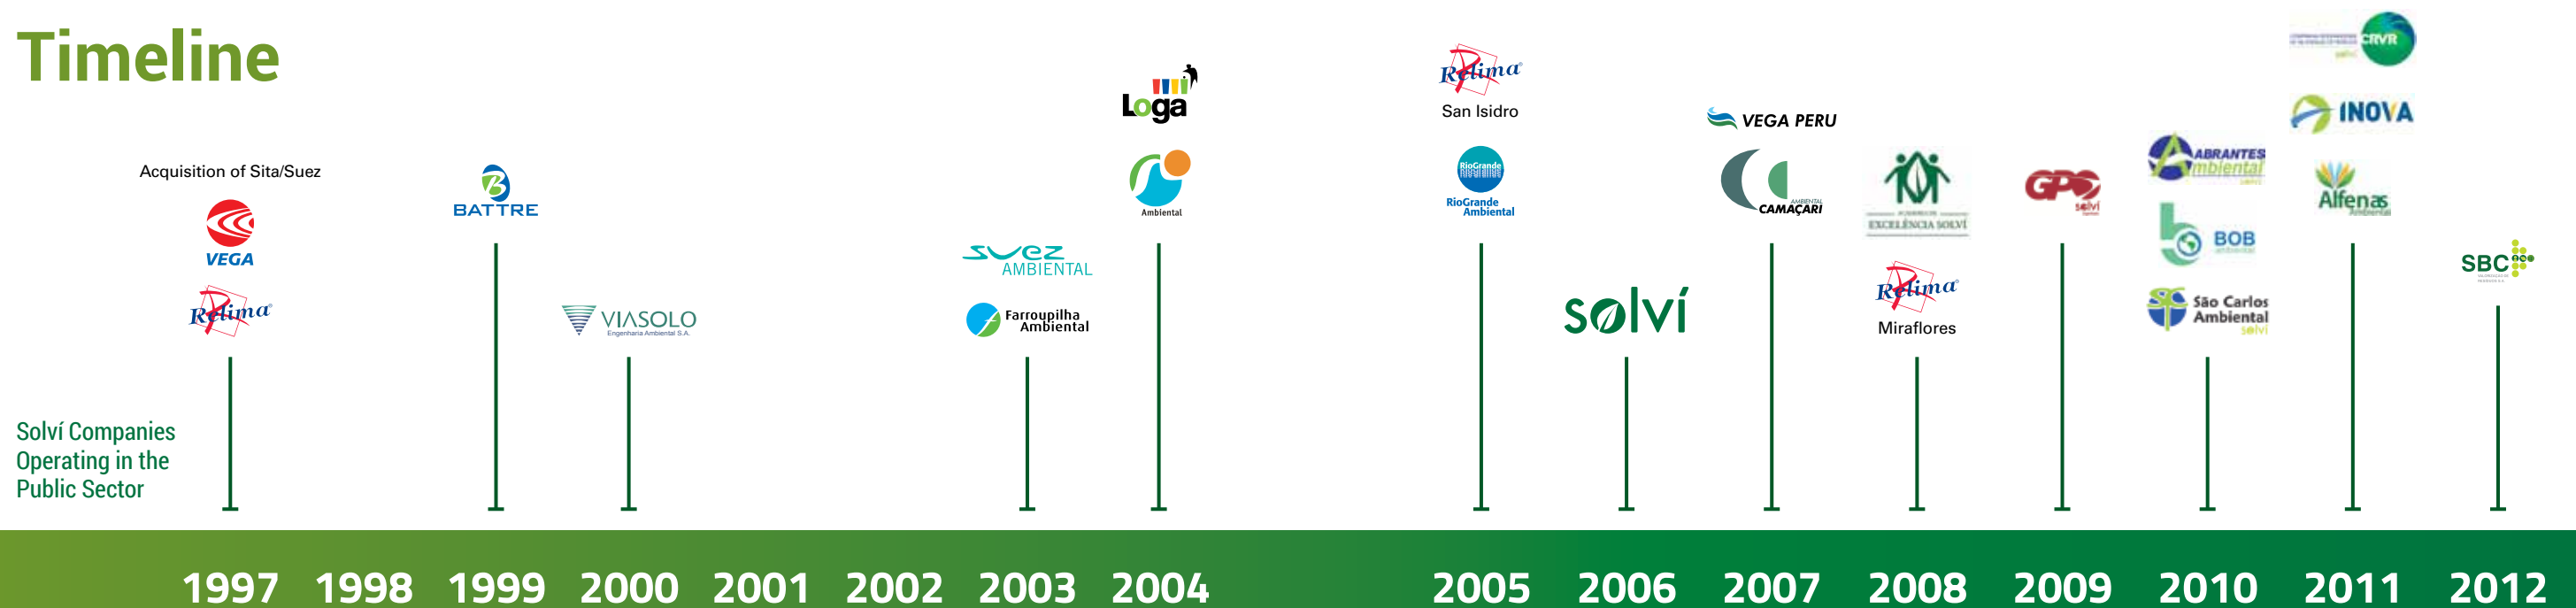 Timeline
Acquisition of Sita/Suez
VEGA
Relima
BATTRE
VIASOLO
Engenharia Ambiental S.A.
suez
AMBIENTAL
Farroupilha
Ambiental
Loga
Ambiental
Relima
San Isidro
RioGrande
RioGrande
Ambiental
solví
VEGA PERU
AMBIENTAL
CAMAÇARI
EXCELÊNCIA SOLVÍ
Relima
Miraflores
GPO
solví
ABRANTES
Ambiental
BOB
ambiental
São Carlos
Ambiental
solví
CRVR
solví
INOVA
Alfenas
Ambiental
SBC
Solví Companies
Operating in the
Public Sector
1997 1998 1999 2000 2001 2002 2003 2004 2005 2006 2007 2008 2009 2010 2011 2012